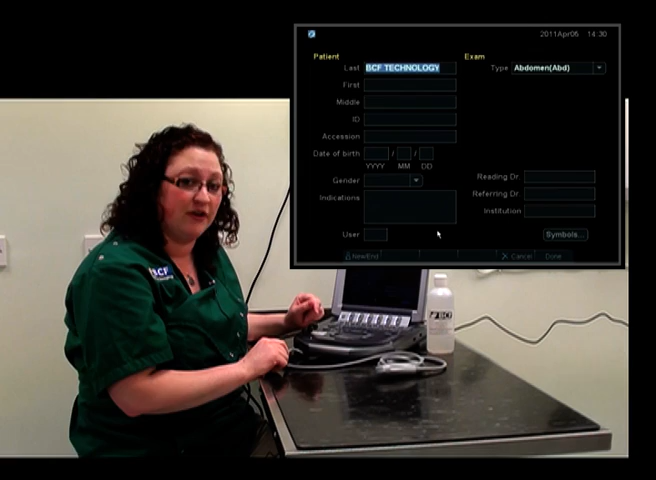 2011Apr06 14:30
Patient
Exam
Last BCF TECHNOLOGY
Type Abdomen(Abd)
First
Middle
ID
Accession
Date of birth / /
YYYY MM DD
Gender
Indications
Reading Dr.
Referring Dr.
Institution
User
Symbols...
New/End
Cancel
Done
BCF
BCF